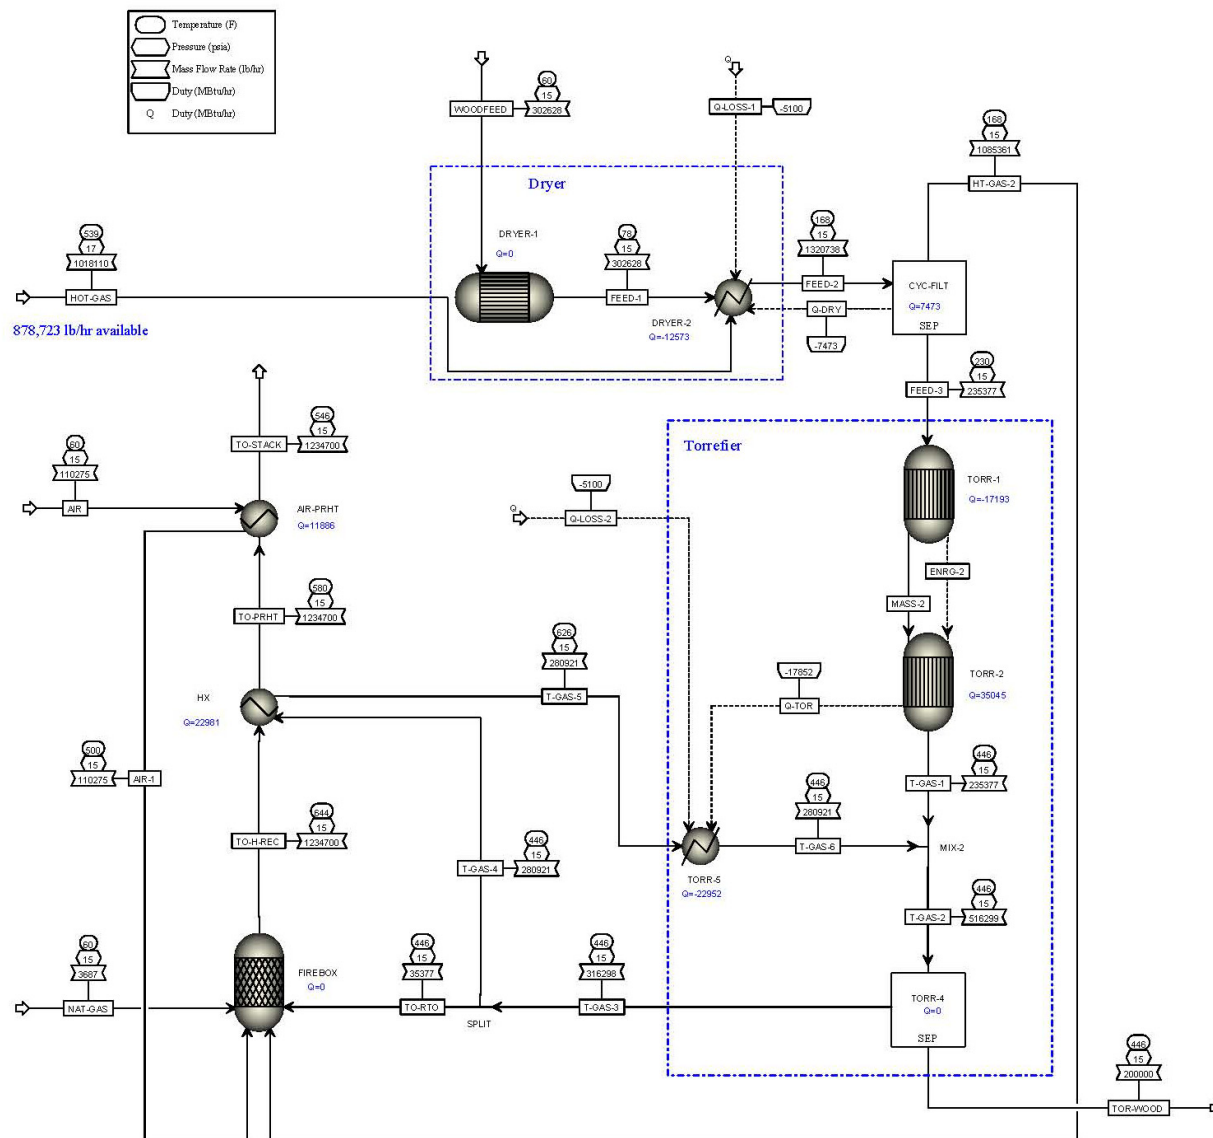 Temperature (F)
Pressure (psia)
Mass Flow Rate (lb/hr)
Duty (MBtu/hr)
Q Duty (MBtu/hr)
WOODFEED
60
15
302628
Q
Q-LOSS-1
-5100
168
15
1085361
HT-GAS-2
Dryer
539
17
1018110
HOT-GAS
878,723 lb/hr available
DRYER-1
Q=0
78
15
302628
FEED-1
DRYER-2
Q=-12573
168
15
1320738
FEED-2
Q-DRY
-7473
CYC-FILT
Q=7473
SEP
FEED-3
230
15
235377
TO-STACK
546
15
1234700
60
15
110275
AIR
AIR-PRHT
Q=11886
Torrefier
-5100
Q
Q-LOSS-2
TORR-1
Q=-17193
ENRG-2
MASS-2
TO-PRHT
580
15
1234700
626
15
280921
T-GAS-5
HX
Q=22981
-17852
Q-TOR
TORR-2
Q=35045
500
15
110275
AIR-1
T-GAS-1
446
15
235377
TO-H-REC
644
15
1234700
T-GAS-4
446
15
280921
446
15
280921
T-GAS-6
TORR-5
Q=-22952
MIX-2
T-GAS-2
446
15
516299
60
15
3687
NAT-GAS
FIREBOX
Q=0
446
15
35377
TO-RTO
SPLIT
446
15
316298
T-GAS-3
TORR-4
Q=0
SEP
446
15
200000
TOR-WOOD